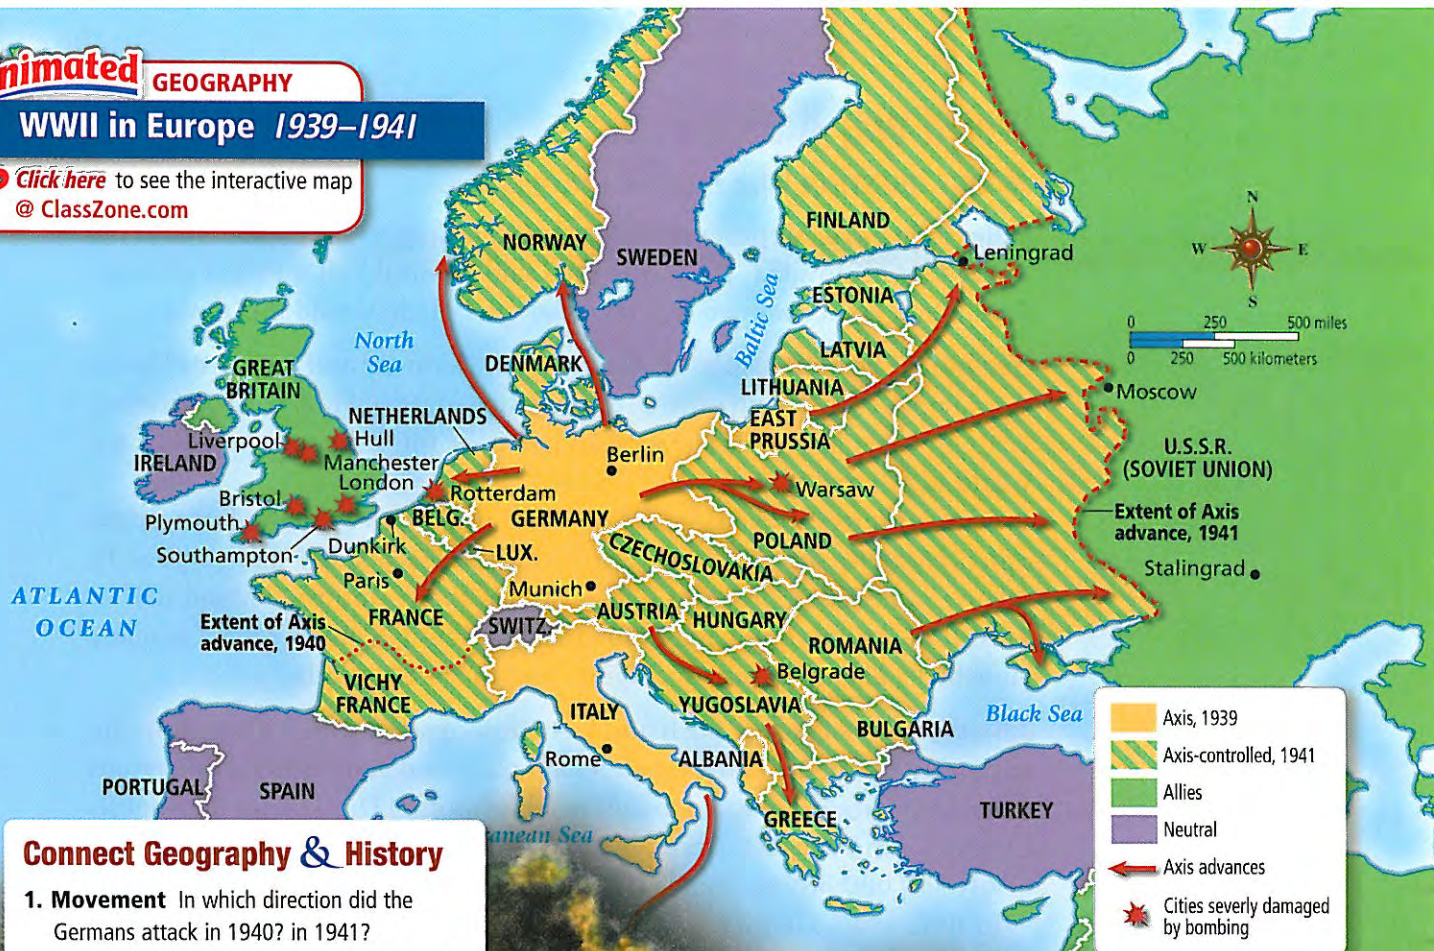 nimated
GEOGRAPHY
WWII in Europe 1939–1941
Click here to see the interactive map
@ ClassZone.com
NORWAY
SWEDEN
FINLAND
Leningrad
ESTONIA
Baltic Sea
North
Sea
DENMARK
LATVIA
LITHUANIA
EAST
PRUSSIA
GREAT
BRITAIN
NETHERLANDS
IRELAND
Liverpool
Hull
Manchester
London
Bristol
Plymouth
Southampton
Dunkirk
Rotterdam
BELG.
LUX.
Berlin
GERMANY
Munich
Warsaw
POLAND
CZECHOSLOVAKIA
Moscow
U.S.S.R.
(SOVIET UNION)
Extent of Axis
advance, 1941
Stalingrad
N
W
E
S
0 250 500 miles
0 250 500 kilometers
ATLANTIC
OCEAN
Paris
FRANCE
Extent of Axis
advance, 1940
VICHY
FRANCE
SWITZ.
AUSTRIA
HUNGARY
ROMANIA
Belgrade
YUGOSLAVIA
BULGARIA
Black Sea
ITALY
Rome
ALBANIA
GREECE
TURKEY
PORTUGAL
SPAIN
ranean Sea
Axis, 1939
Axis-controlled, 1941
Allies
Neutral
Axis advances
Cities severly damaged
by bombing
Connect Geography & History
1. Movement In which direction did the
Germans attack in 1940? in 1941?